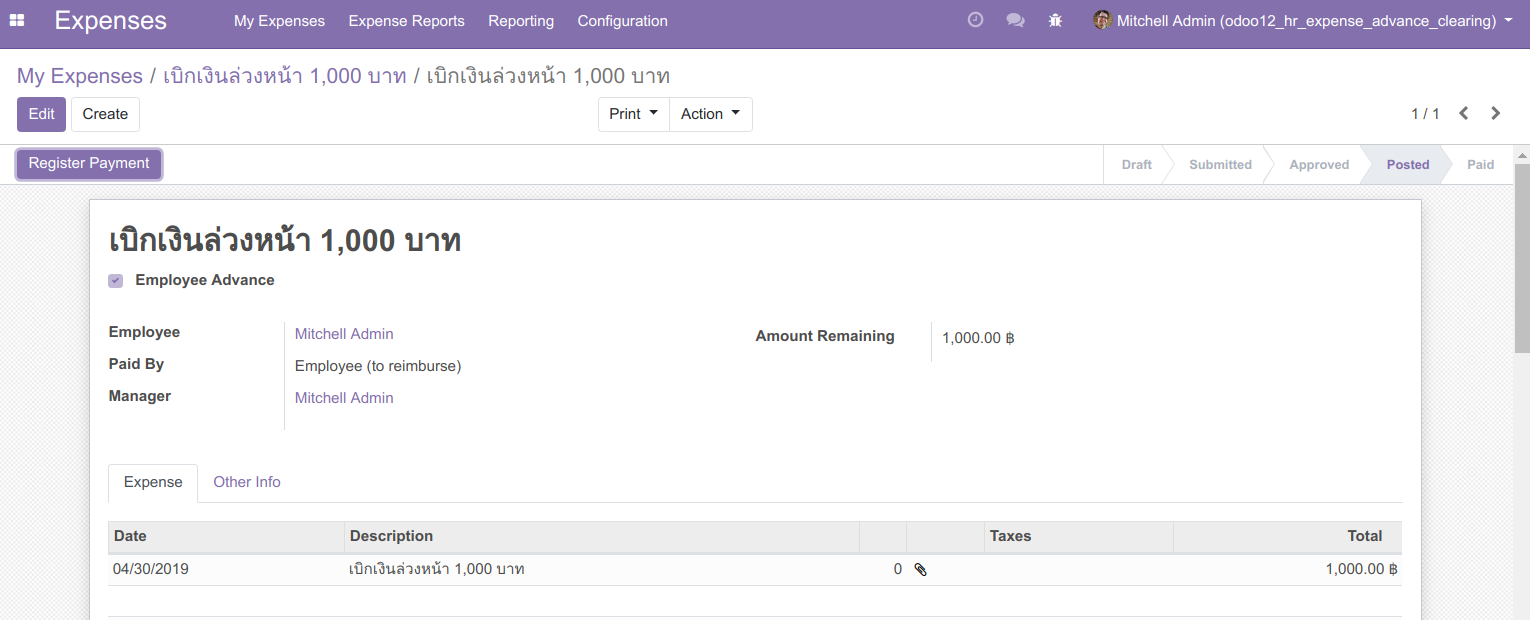 Expenses My Expenses Expense Reports Reporting Configuration Mitchell Admin (odoo12_hr_expense_advance_clearing)
My Expenses / เบิกเงินล่วงหน้า 1,000 บาท / เบิกเงินล่วงหน้า 1,000 บาท
Edit Create Print Action 1 / 1
Register Payment Draft Submitted Approved Posted Paid
เบิกเงินล่วงหน้า 1,000 บาท
Employee Advance
Employee Mitchell Admin Amount Remaining 1,000.00 ฿
Paid By Employee (to reimburse)
Manager Mitchell Admin
Expense Other Info
Date Description Taxes Total
04/30/2019 เบิกเงินล่วงหน้า 1,000 บาท 0 1,000.00 ฿